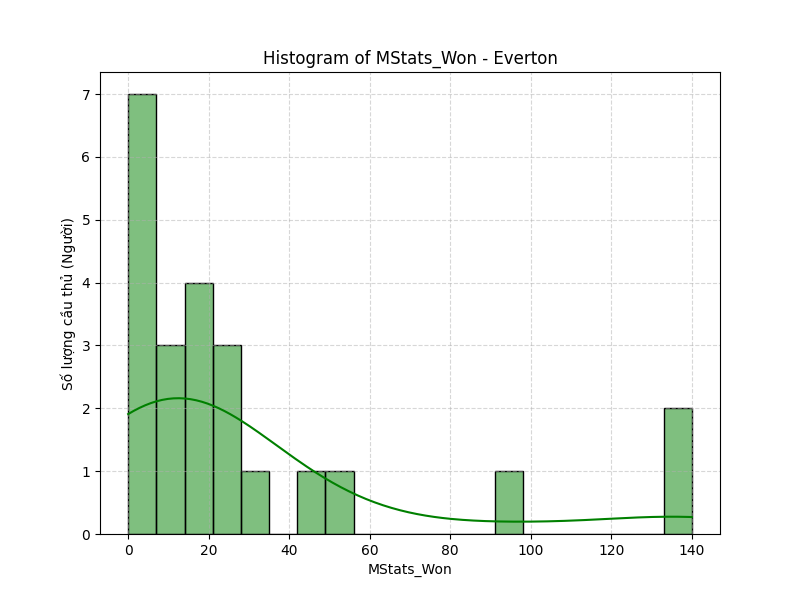 Histogram of MStats_Won - Everton
Số lượng cầu thủ (Người)
7
6
5
4
3
2
1
0
0 20 40 60 80 100 120 140
MStats_Won